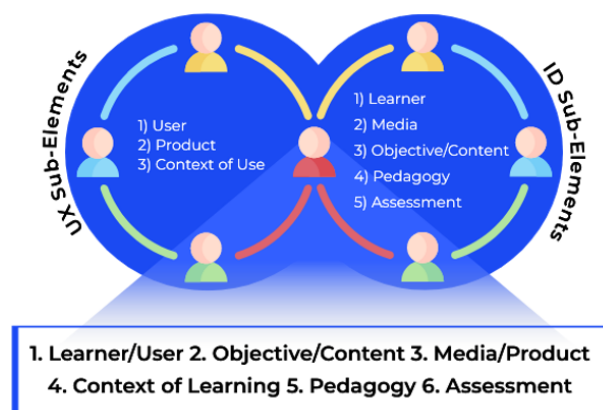 UX Sub-Elements
1) User
2) Product
3) Context of Use
1) Learner
2) Media
3) Objective/Content
4) Pedagogy
5) Assessment
ID Sub-Elements
1. Learner/User 2. Objective/Content 3. Media/Product
4. Context of Learning 5. Pedagogy 6. Assessment